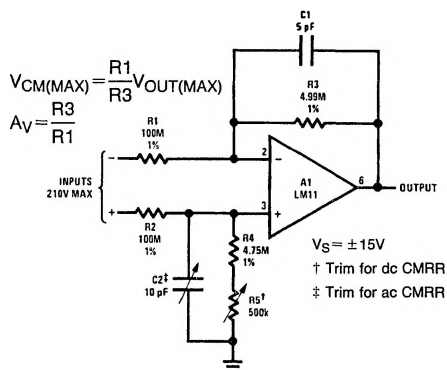 C1
5 pF
V_CM(MAX) = R1/R3 V_OUT(MAX)
A_V = R3/R1
R3
4.99M
1%
R1
100M
1%
2
−
INPUTS
210V MAX
−
+
A1
LM11
6
OUTPUT
3
+
R2
100M
1%
R4
4.75M
1%
C2‡
10 pF
R5†
500k
V_S = ±15V
† Trim for dc CMRR
‡ Trim for ac CMRR